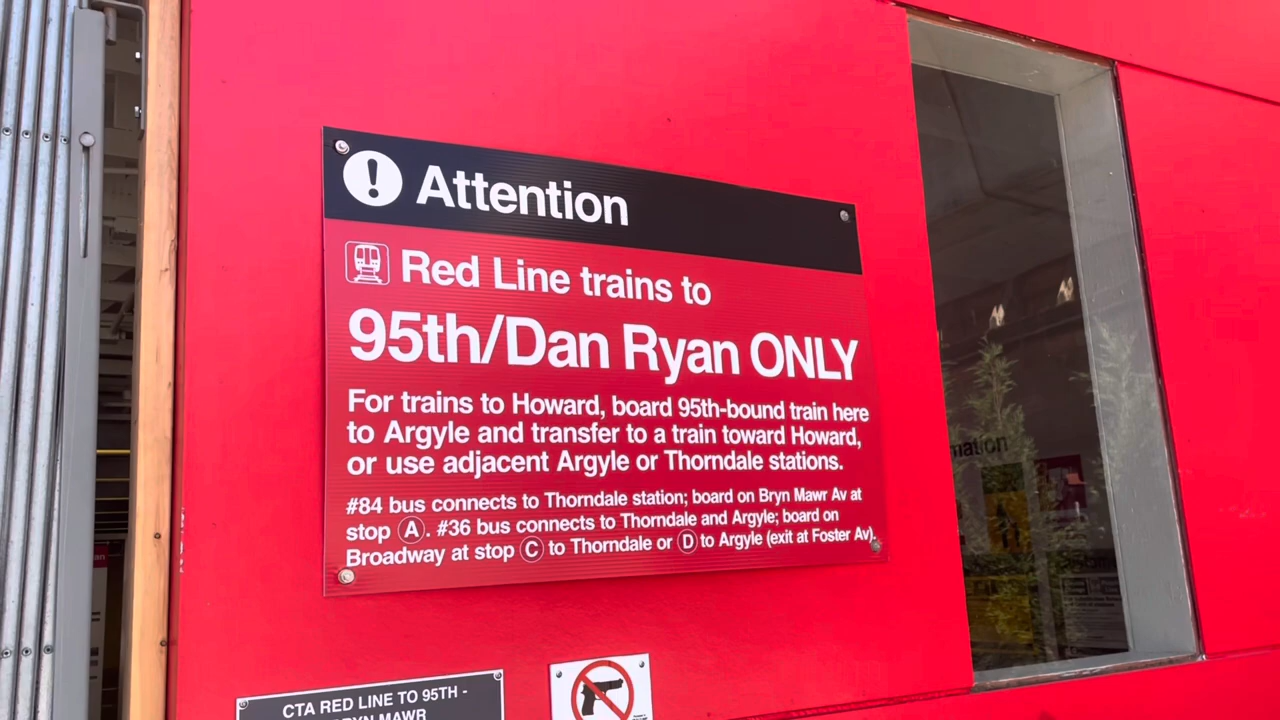 ! Attention
Red Line trains to
95th/Dan Ryan ONLY
For trains to Howard, board 95th-bound train here
to Argyle and transfer to a train toward Howard,
or use adjacent Argyle or Thorndale stations.
#84 bus connects to Thorndale station; board on Bryn Mawr Av at
stop A. #36 bus connects to Thorndale and Argyle; board on
Broadway at stop C to Thorndale or D to Argyle (exit at Foster Av).
CTA RED LINE TO 95TH -
BRYN MAWR
mation